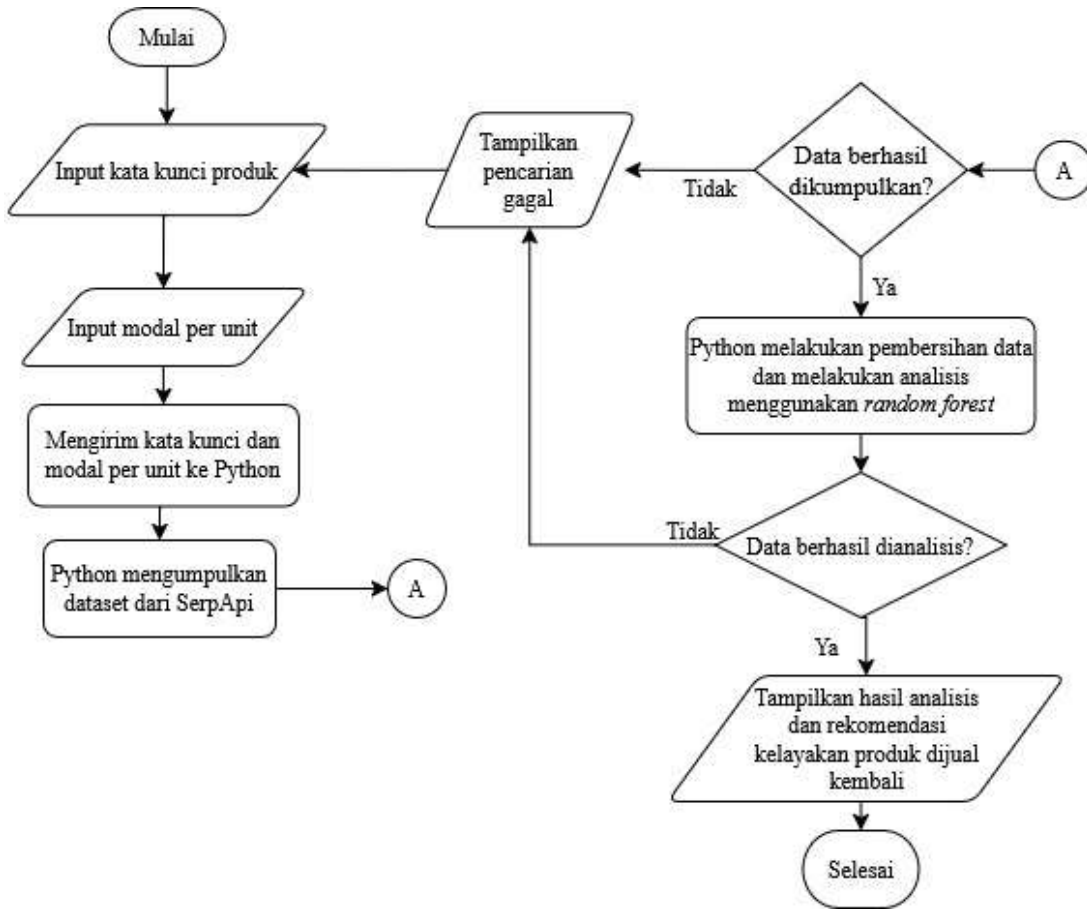 Mulai
Input kata kunci produk
Input modal per unit
Mengirim kata kunci dan
modal per unit ke Python
Python mengumpulkan
dataset dari SerpApi
A
A
Data berhasil
dikumpulkan?
Tidak
Tampilkan
pencarian
gagal
Ya
Python melakukan pembersihan data
dan melakukan analisis
menggunakan random forest
Data berhasil dianalisis?
Tidak
Ya
Tampilkan hasil analisis
dan rekomendasi
kelayakan produk dijual
kembali
Selesai